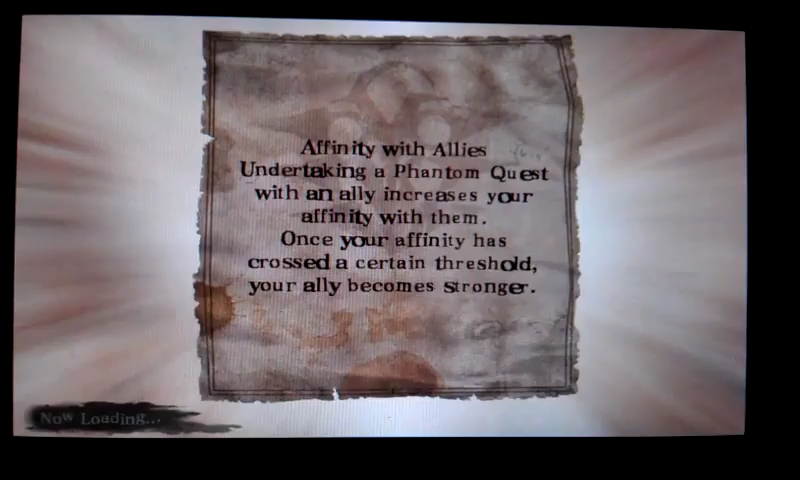 Affinity with Allies
Undertaking a Phantom Quest
with an ally increases your
affinity with them.
Once your affinity has
crossed a certain threshold,
your ally becomes stronger.
Now Loading...